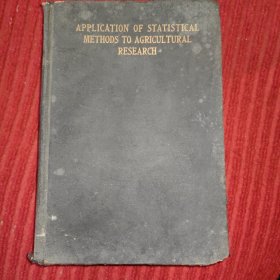 APPLICATION OF STATISTICAL
METHODS TO AGRICULTURAL
RESEARCH